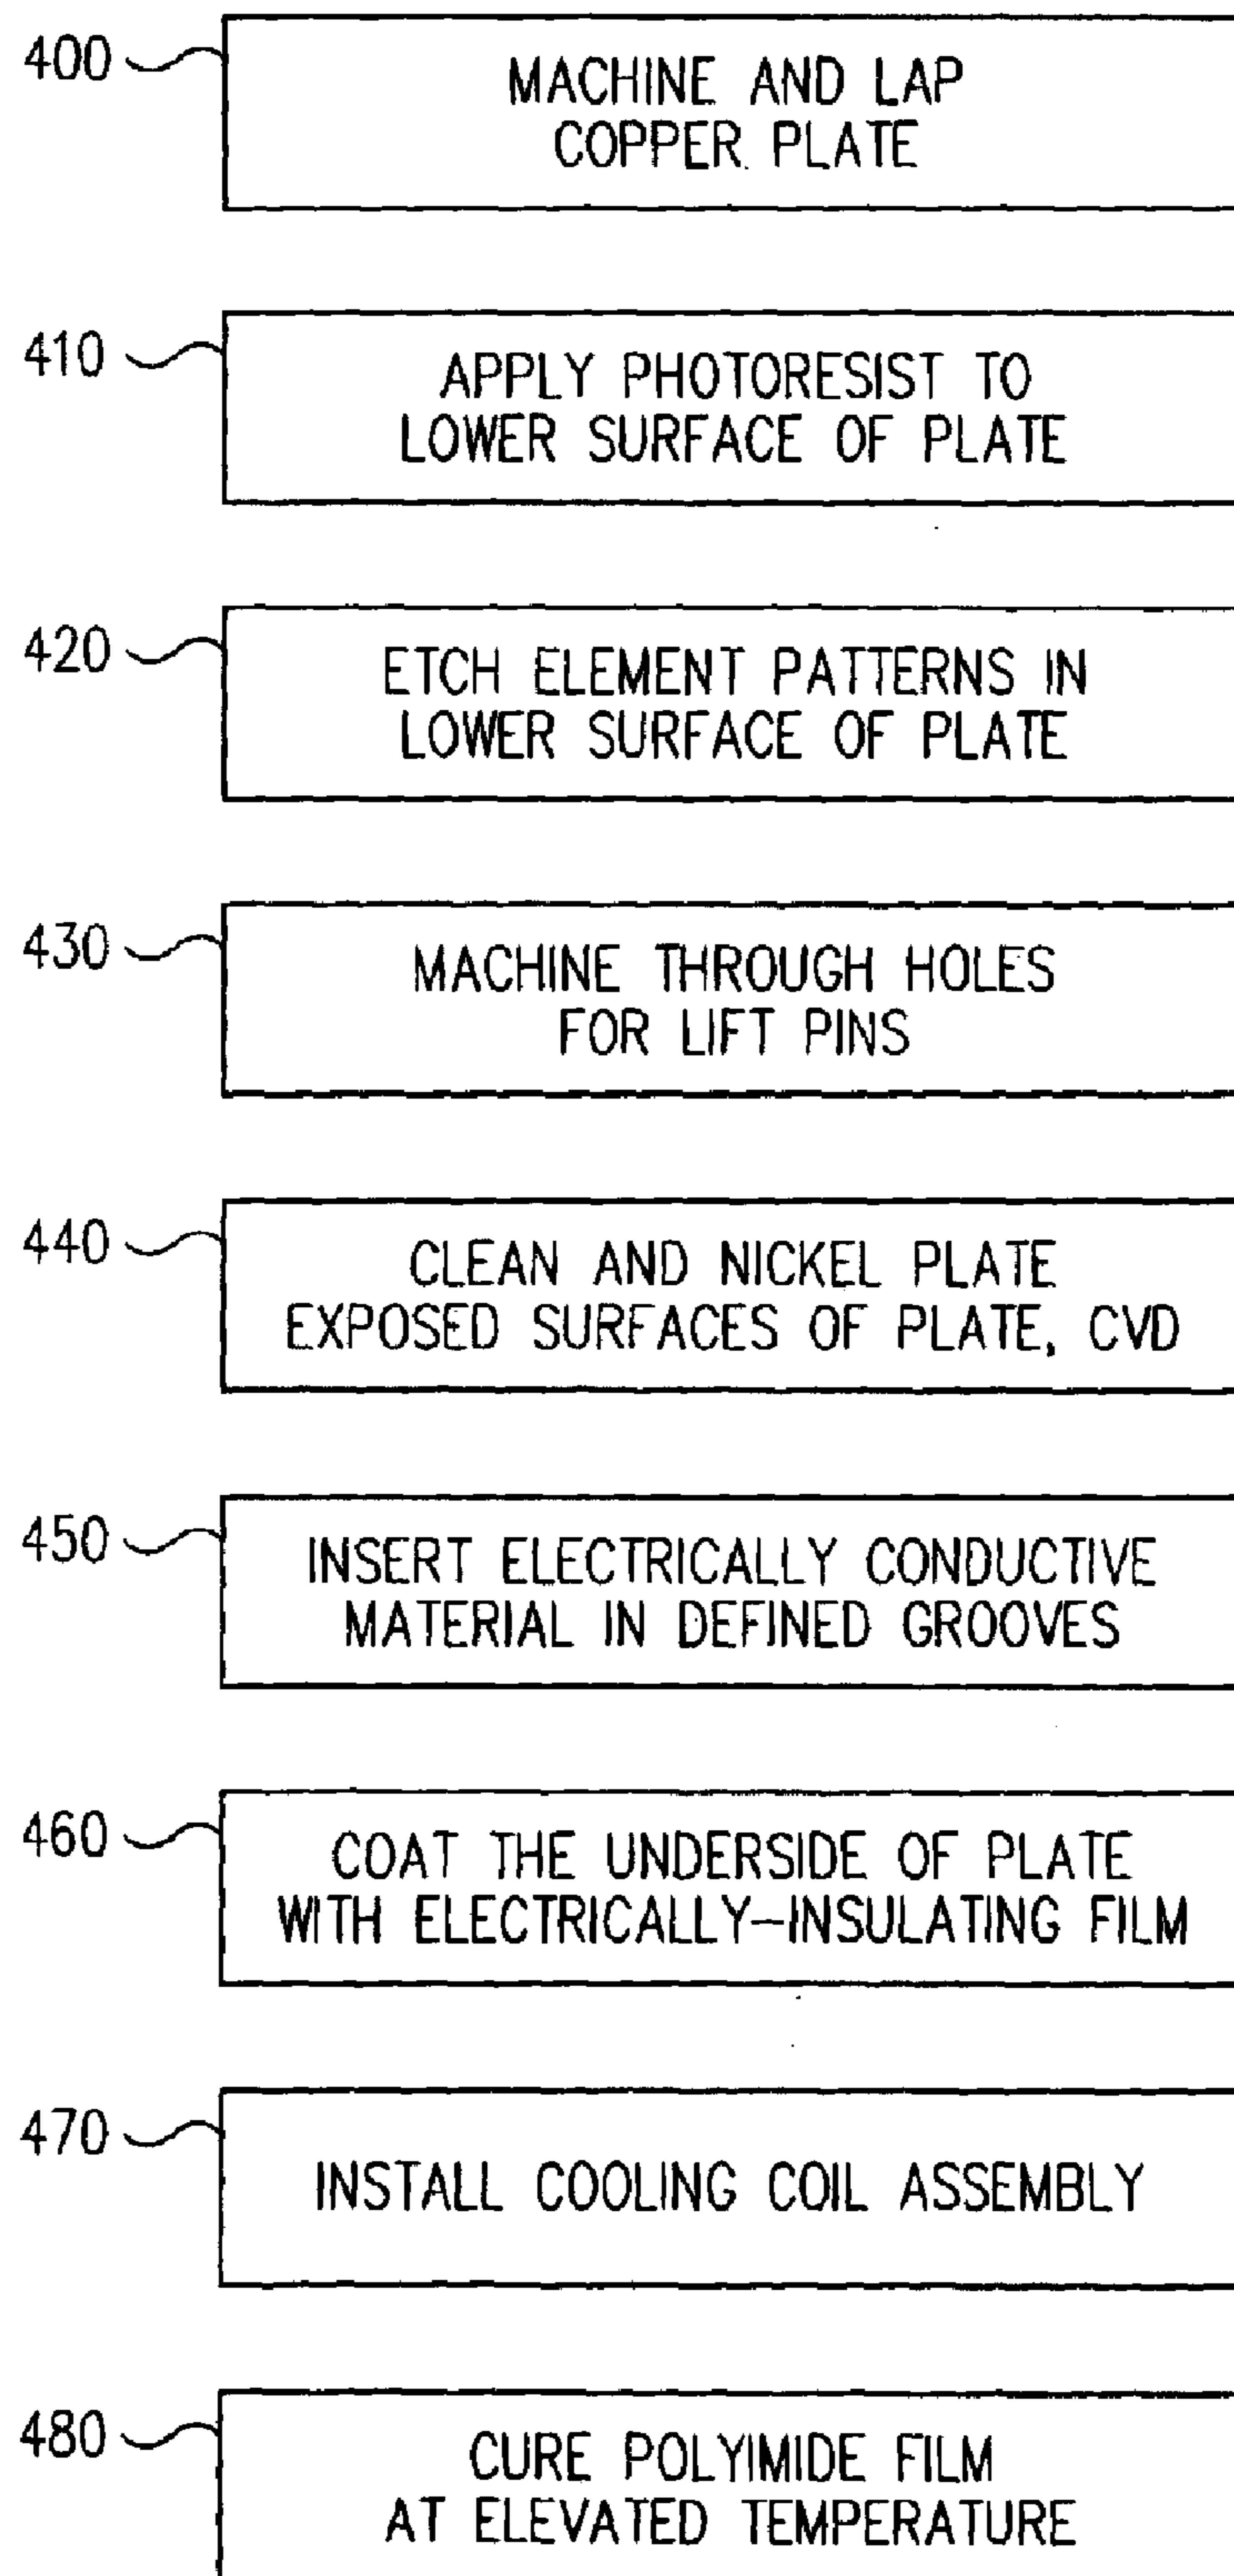 400
MACHINE AND LAP
COPPER PLATE
410
APPLY PHOTORESIST TO
LOWER SURFACE OF PLATE
420
ETCH ELEMENT PATTERNS IN
LOWER SURFACE OF PLATE
430
MACHINE THROUGH HOLES
FOR LIFT PINS
440
CLEAN AND NICKEL PLATE
EXPOSED SURFACES OF PLATE, CVD
450
INSERT ELECTRICALLY CONDUCTIVE
MATERIAL IN DEFINED GROOVES
460
COAT THE UNDERSIDE OF PLATE
WITH ELECTRICALLY-INSULATING FILM
470
INSTALL COOLING COIL ASSEMBLY
480
CURE POLYIMIDE FILM
AT ELEVATED TEMPERATURE